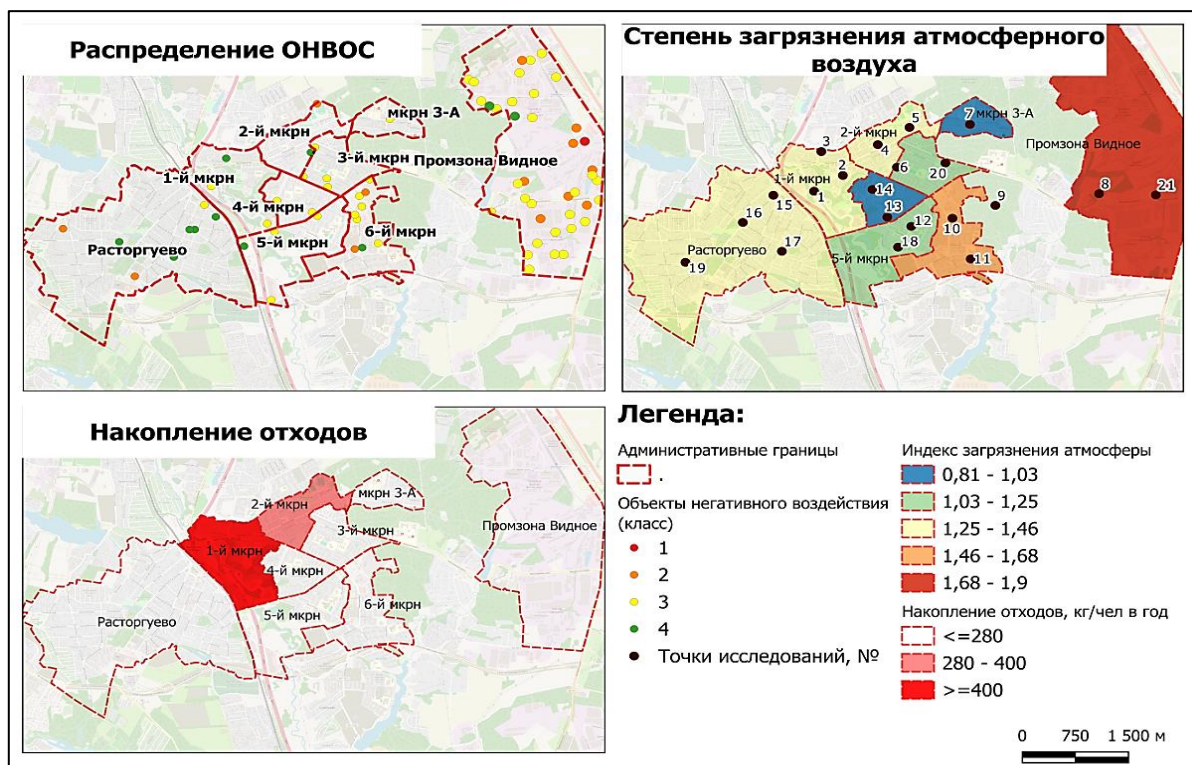 Распределение ОНВОС
2-й мкрн
мкрн 3-А
3-й мкрн
Промзона Видное
1-й мкрн
4-й мкрн
5-й мкрн
6-й мкрн
Расторгуево
Степень загрязнения атмосферного
воздуха
5
7
мкрн 3-А
2-й мкрн
3
4
Промзона Видное
6
20
1-й мкрн
2
14
8
21
15
1
9
16
13
12
10
Расторгуево
17
18
5-й мкрн
11
19
Накопление отходов
2-й мкрн
мкрн 3-А
3-й мкрн
Промзона Видное
1-й мкрн
4-й мкрн
5-й мкрн
6-й мкрн
Расторгуево
Легенда:
Административные границы
.
Объекты негативного воздействия
(класс)
1
2
3
4
Точки исследований, №
Индекс загрязнения атмосферы
0,81 - 1,03
1,03 - 1,25
1,25 - 1,46
1,46 - 1,68
1,68 - 1,9
Накопление отходов, кг/чел в год
<=280
280 - 400
>=400
0 750 1 500 м